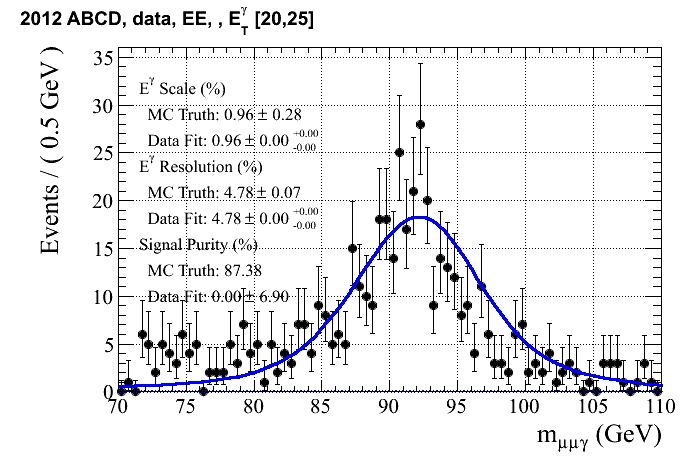 2012 ABCD, data, EE, , E_T^γ [20,25]
Events / ( 0.5 GeV )
35
30
25
20
15
10
5
0
E^γ Scale (%)
MC Truth: 0.96 ± 0.28
Data Fit: 0.96 ± 0.00 +0.00 -0.00
E^γ Resolution (%)
MC Truth: 4.78 ± 0.07
Data Fit: 4.78 ± 0.00 +0.00 -0.00
Signal Purity (%)
MC Truth: 87.38
Data Fit: 0.00 ± 6.90
70 75 80 85 90 95 100 105 110
m_μμγ (GeV)